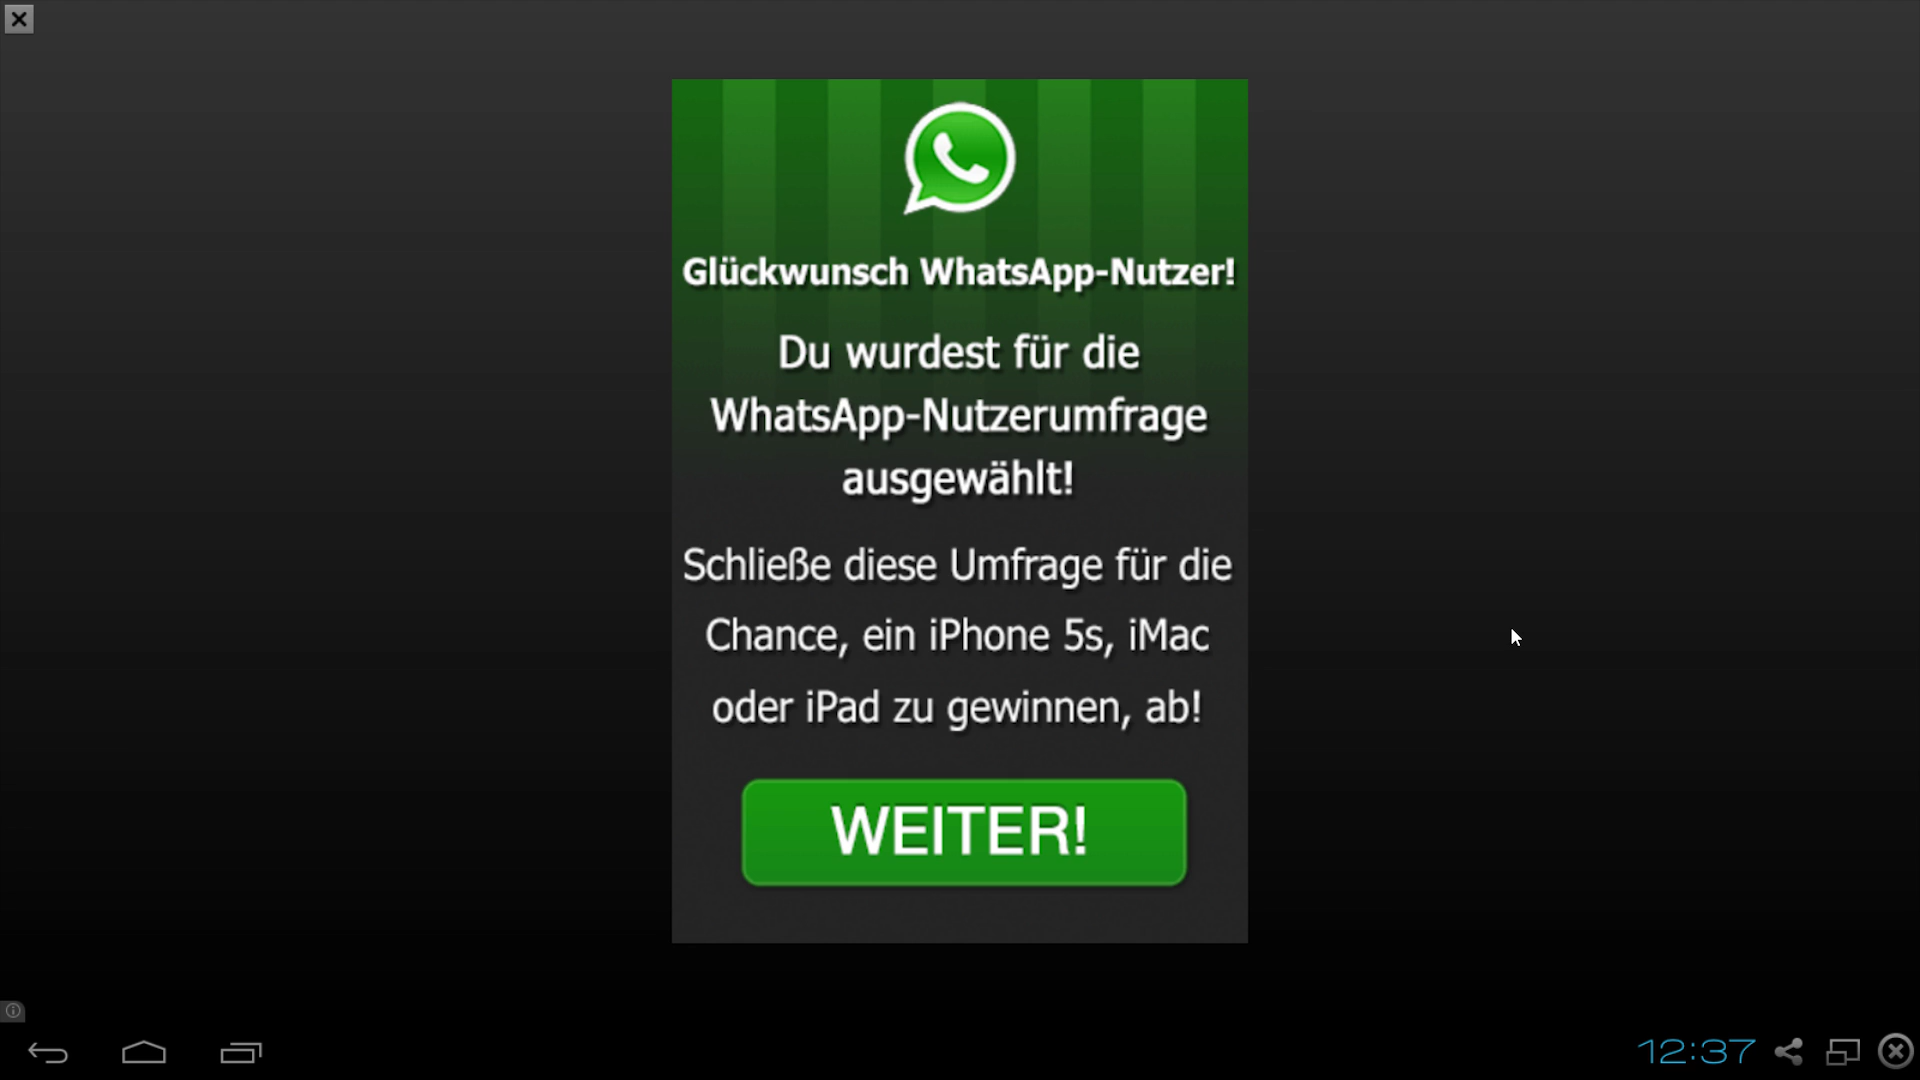 Glückwunsch WhatsApp-Nutzer!
Du wurdest für die
WhatsApp-Nutzerumfrage
ausgewählt!
Schließe diese Umfrage für die
Chance, ein iPhone 5s, iMac
oder iPad zu gewinnen, ab!
WEITER!
12:37